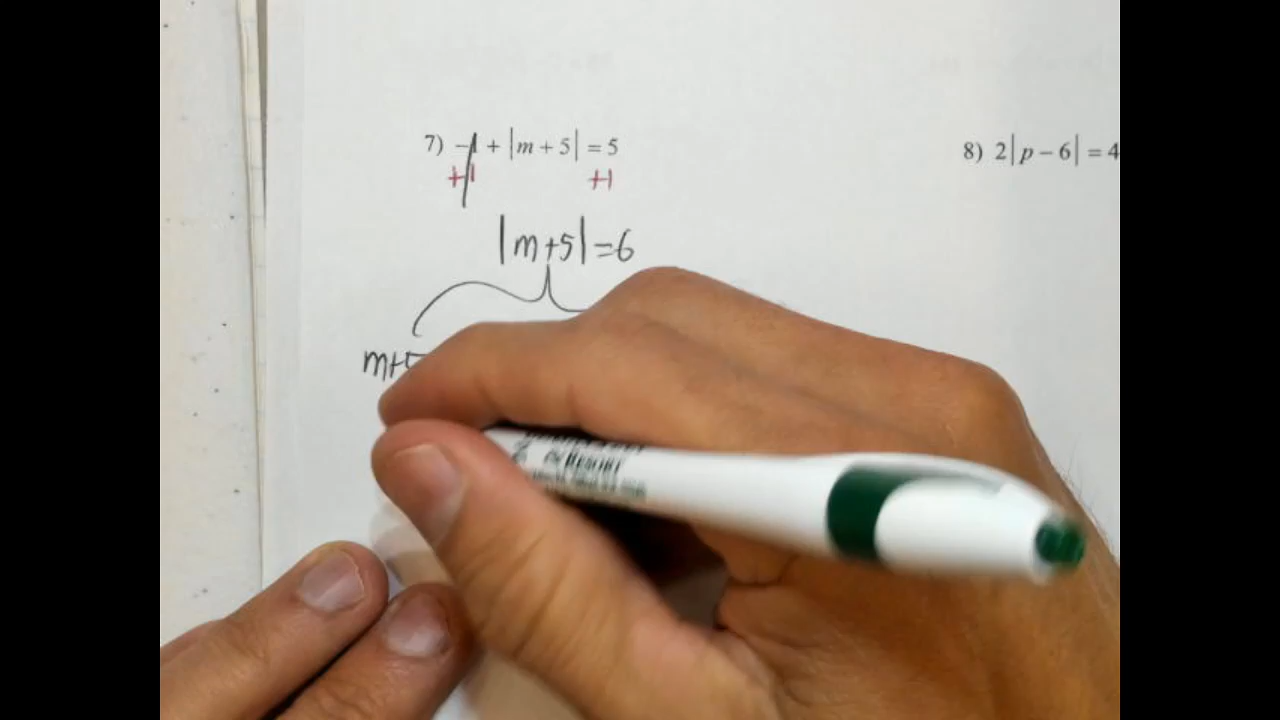 7) -1 + |m + 5| = 5
8) 2|p - 6| = 4
+1 +1
|m+5|=6
m+5